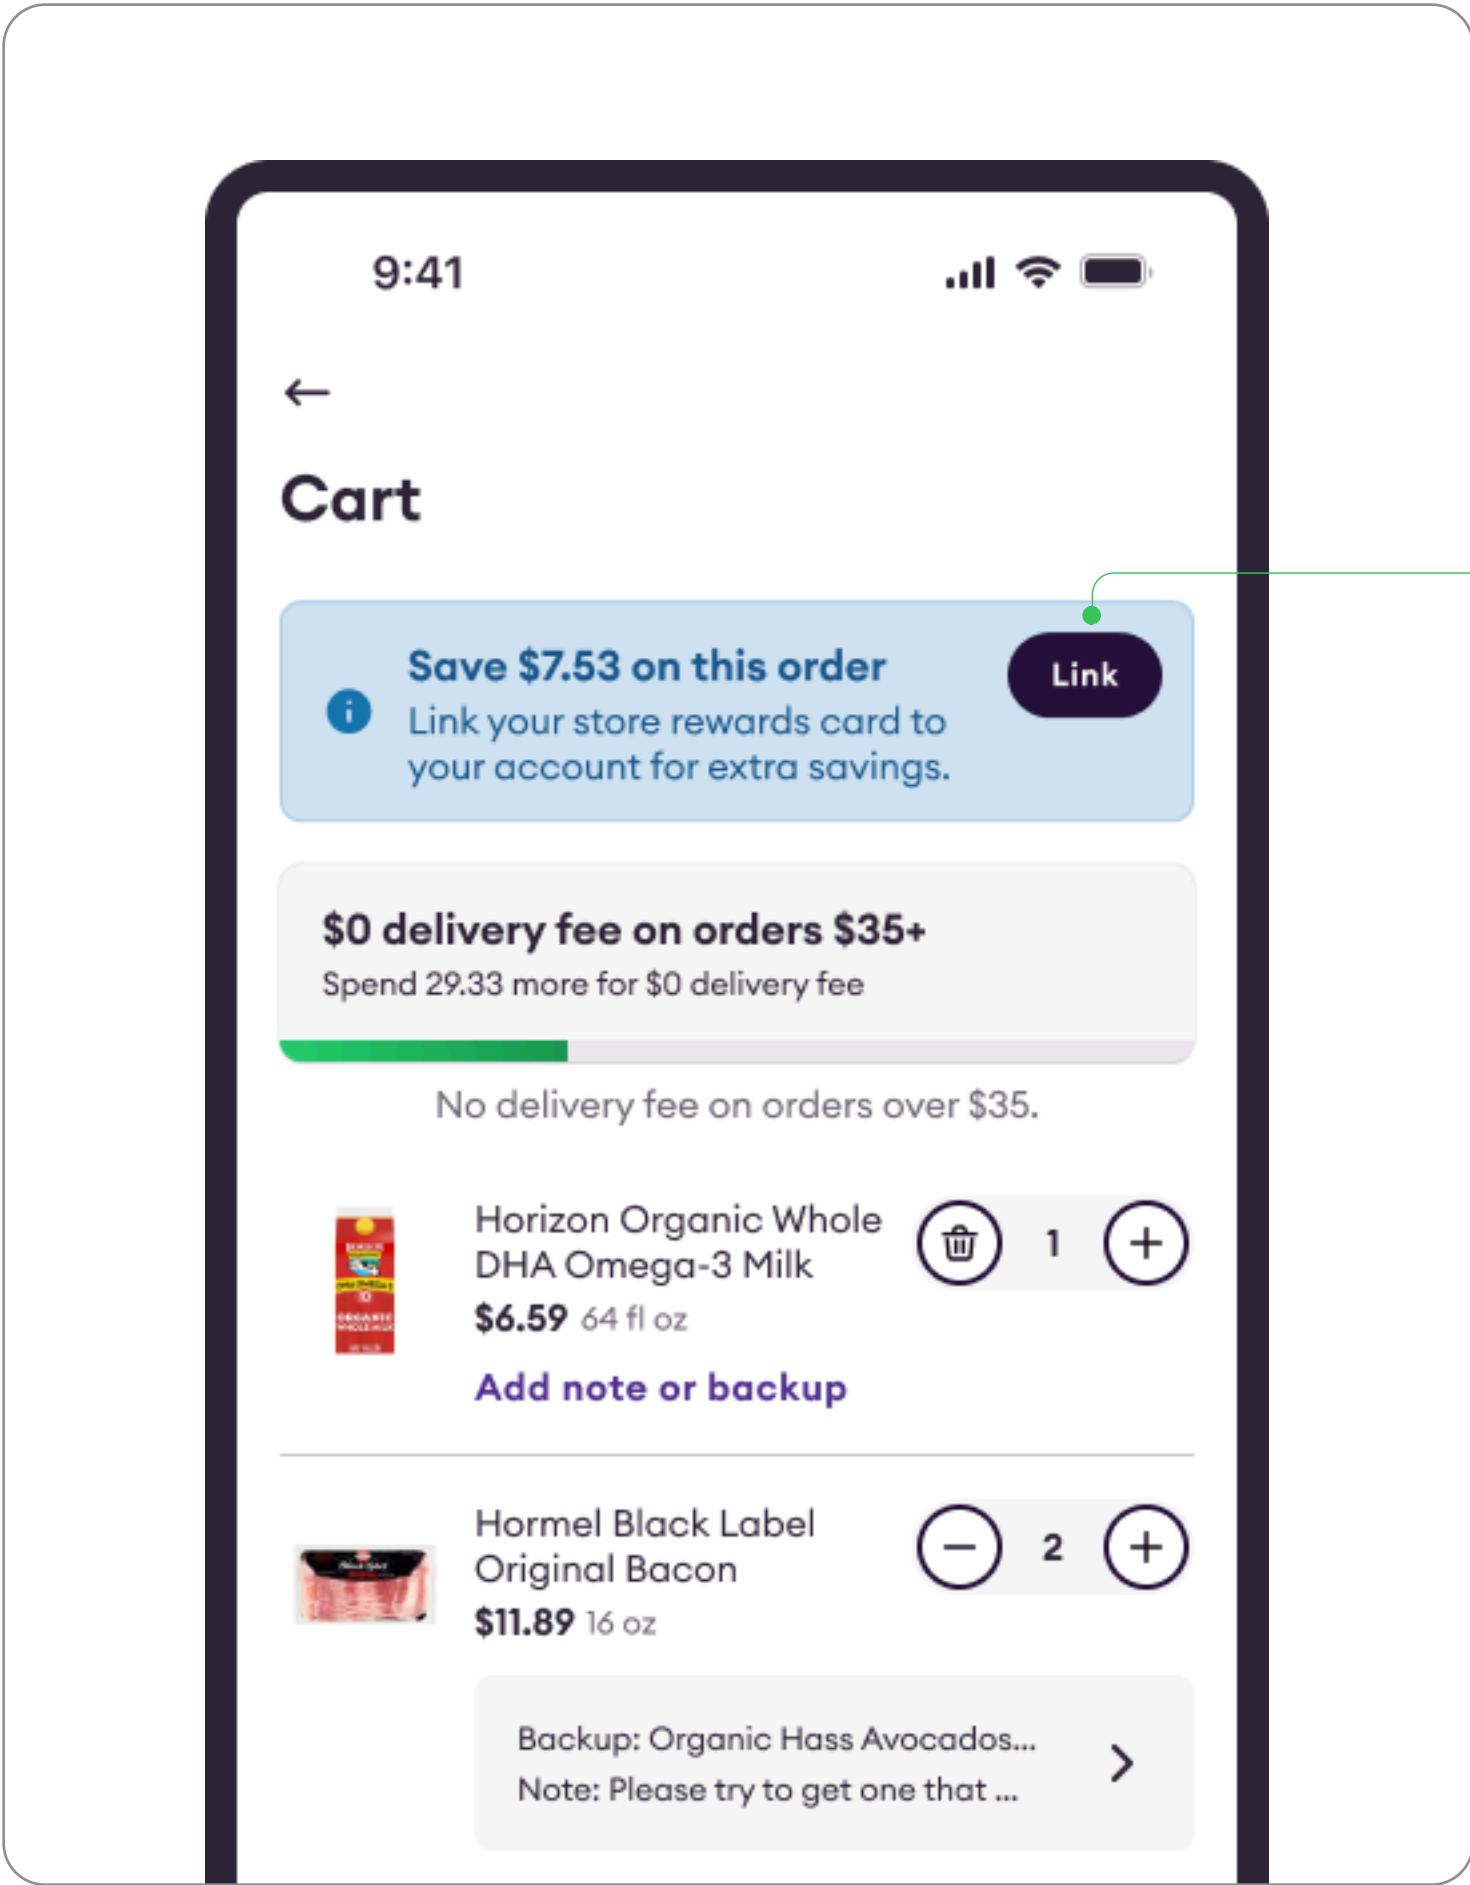 9:41
Cart
Save $7.53 on this order
Link your store rewards card to
your account for extra savings.
Link
$0 delivery fee on orders $35+
Spend 29.33 more for $0 delivery fee
No delivery fee on orders over $35.
Horizon Organic Whole
DHA Omega-3 Milk
1
$6.59 64 fl oz
Add note or backup
ORGANIC
WHOLE MILK
Hormel Black Label
Original Bacon
2
$11.89 16 oz
Backup: Organic Hass Avocados...
Note: Please try to get one that ...